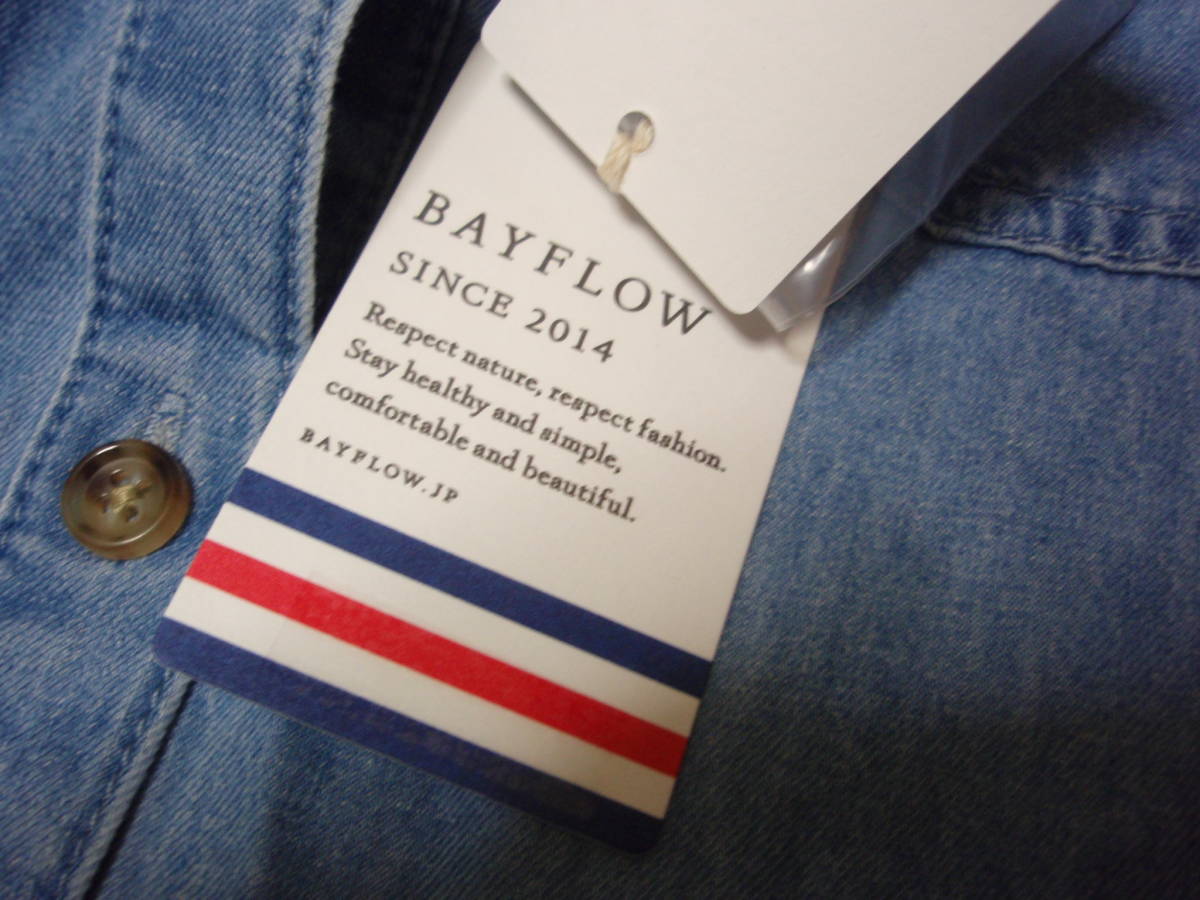 BAYFLOW
SINCE 2014
Respect nature, respect fashion.
Stay healthy and simple,
comfortable and beautiful.
BAYFLOW.JP